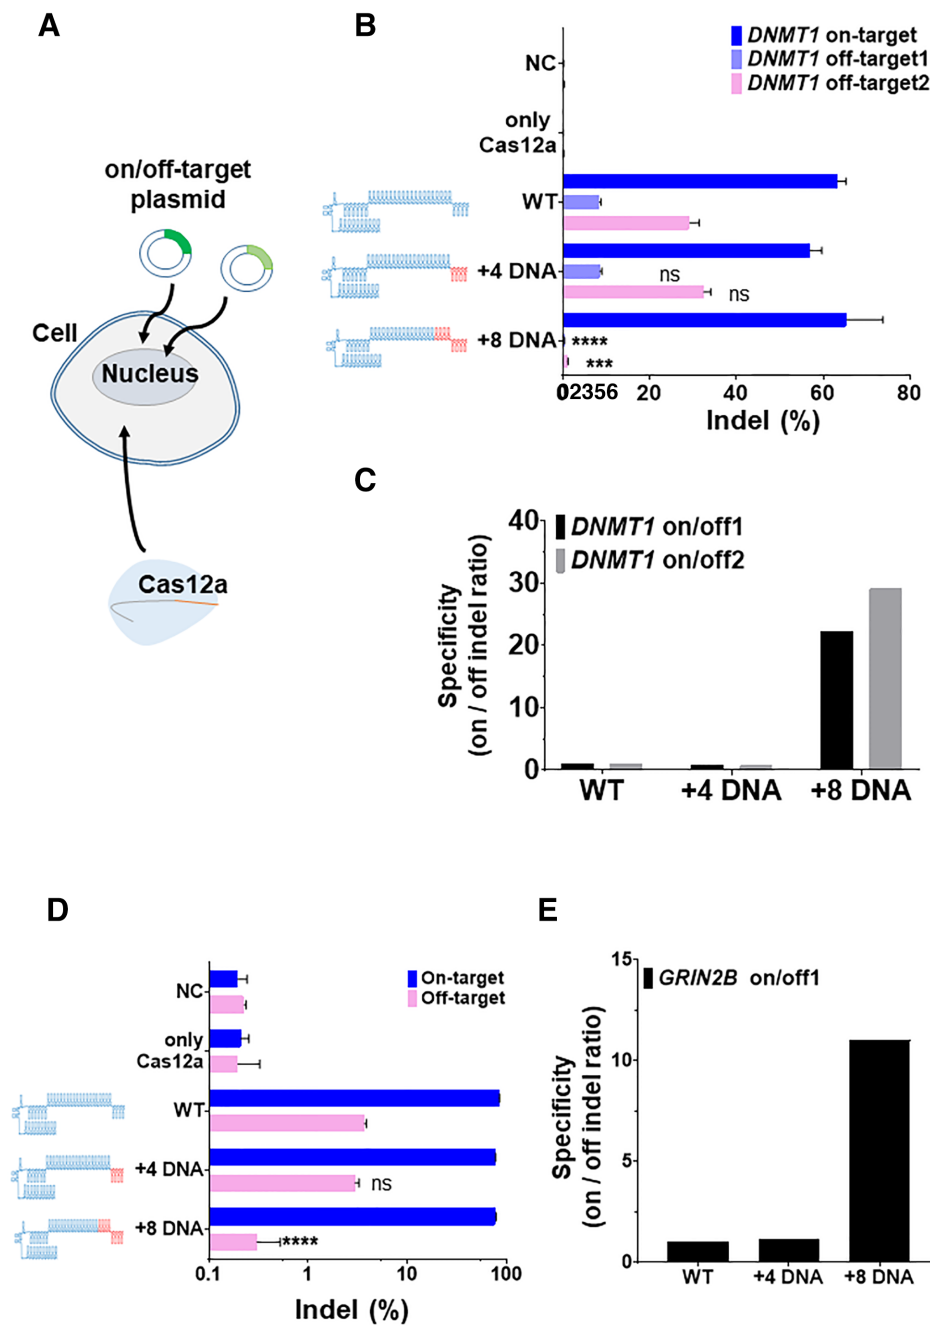 A
on/off-target
plasmid
Cell
Nucleus
Cas12a
B
DNMT1 on-target
DNMT1 off-target1
DNMT1 off-target2
NC
only
Cas12a
WT
+4 DNA
ns
ns
+8 DNA
****
***
02356 20 40 60 80
Indel (%)
C
DNMT1 on/off1
DNMT1 on/off2
Specificity
(on / off indel ratio)
40
30
20
10
0
WT +4 DNA +8 DNA
D
On-target
Off-target
NC
only
Cas12a
WT
+4 DNA
ns
+8 DNA
****
0.1 1 10 100
Indel (%)
E
GRIN2B on/off1
Specificity
(on / off indel ratio)
15
10
5
0
WT +4 DNA +8 DNA